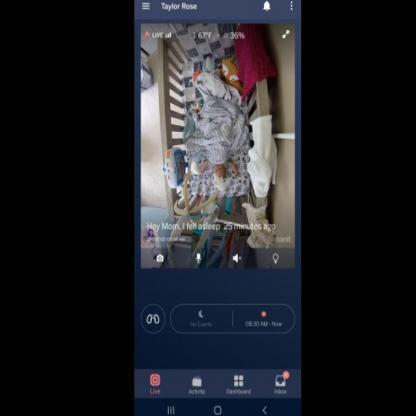 Taylor Rose
LIVE 67°F 36%
Hey Mom, I fell asleep 25 minutes ago
nanit
No Events 08:30 AM - Now
Live Activity Dashboard Inbox